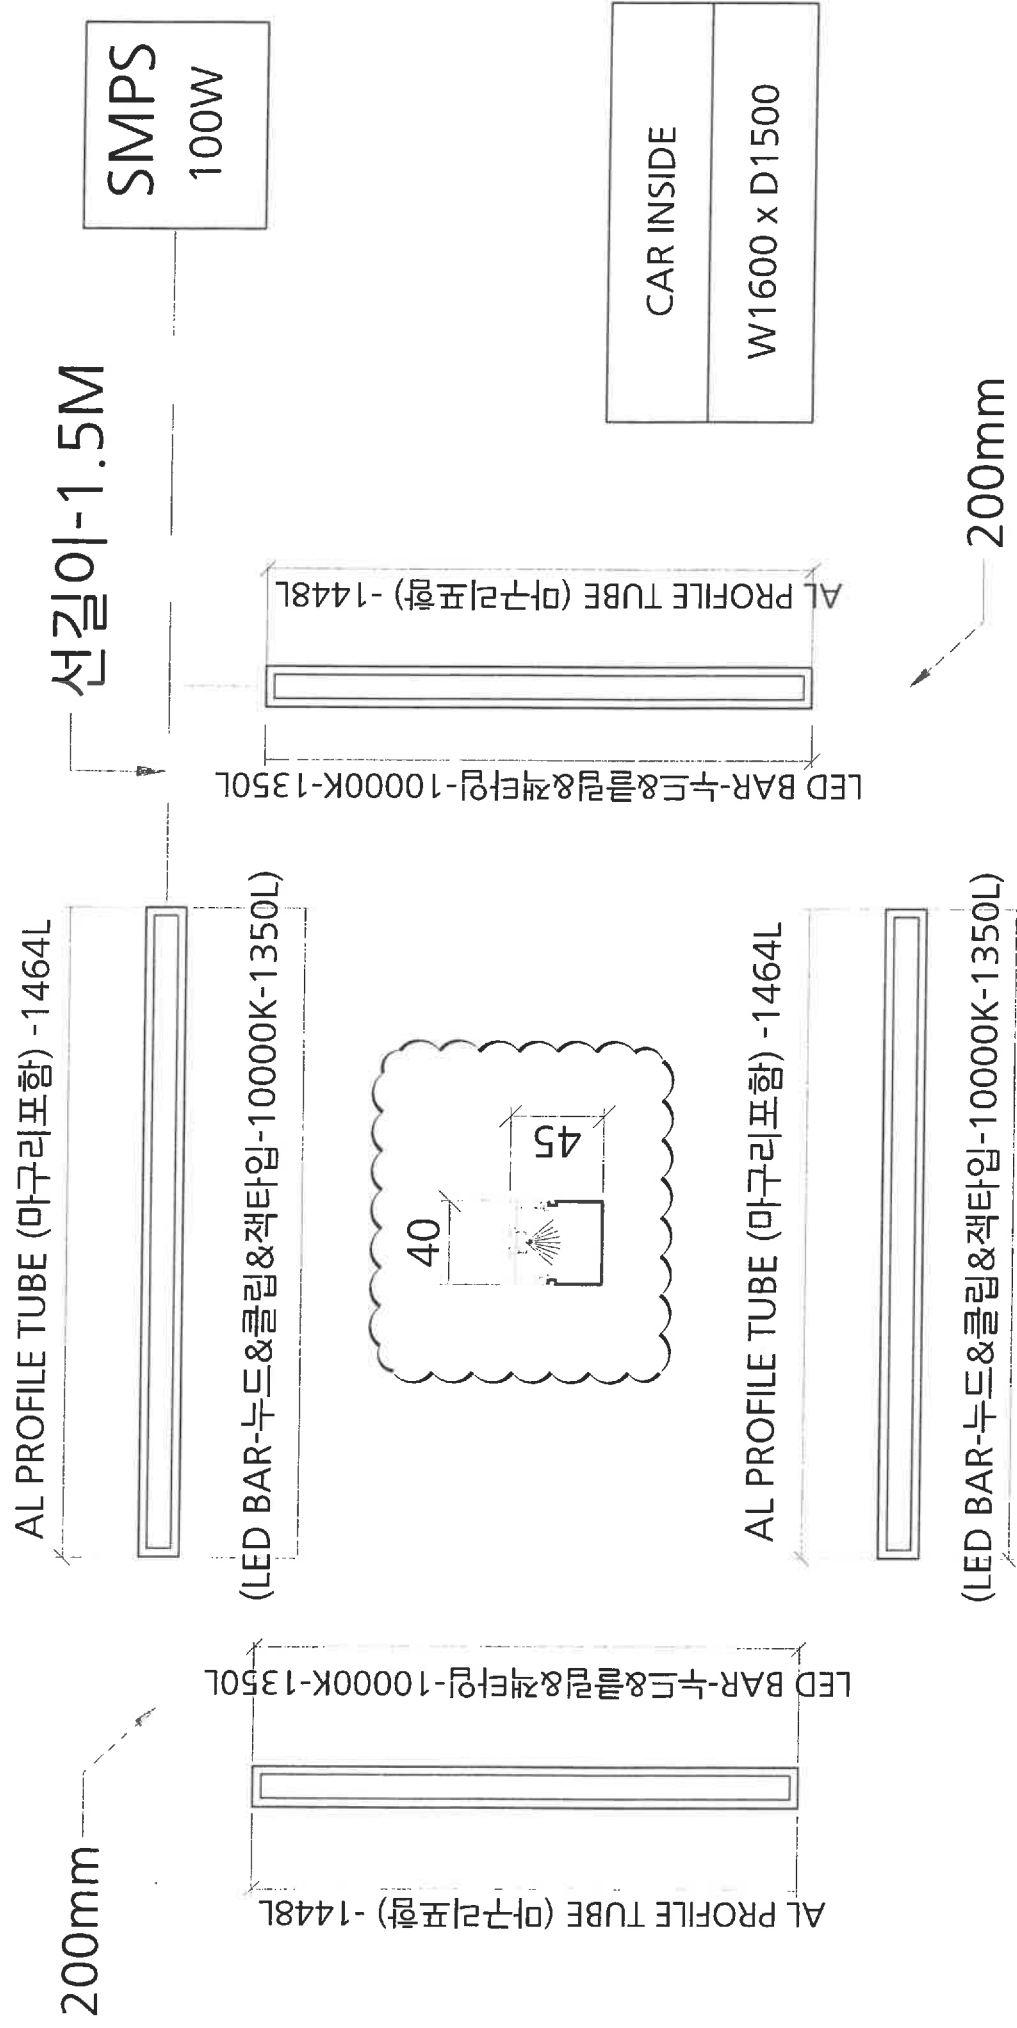 SMPS
100W
선길이-1.5M
CAR INSIDE
W1600 x D1500
200mm
AL PROFILE TUBE (마구리포함) -1448L
LED BAR-누드&클립&잭타입-10000K-1350L
AL PROFILE TUBE (마구리포함) -1464L
(LED BAR-누드&클립&잭타입-10000K-1350L)
40
45
AL PROFILE TUBE (마구리포함) -1464L
(LED BAR-누드&클립&잭타입-10000K-1350L)
LED BAR-누드&클립&잭타입-10000K-1350L
AL PROFILE TUBE (마구리포함) -1448L
200mm